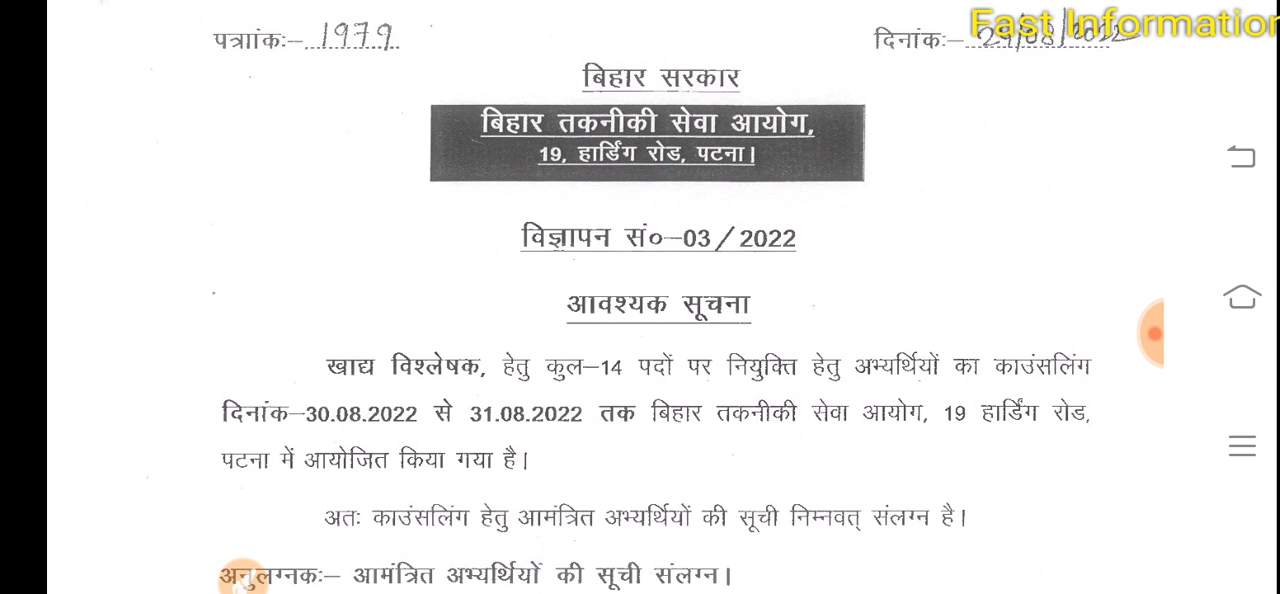 Fast Information
पत्राांकः- 1979
दिनांकः- /08/2022
बिहार सरकार
बिहार तकनीकी सेवा आयोग,
19, हार्डिंग रोड, पटना।
विज्ञापन सं०-03/2022
आवश्यक सूचना
खाद्य विश्लेषक, हेतु कुल-14 पदों पर नियुक्ति हेतु अभ्यर्थियों का काउंसलिंग
दिनांक-30.08.2022 से 31.08.2022 तक बिहार तकनीकी सेवा आयोग, 19 हार्डिंग रोड,
पटना में आयोजित किया गया है।
अतः काउंसलिंग हेतु आमंत्रित अभ्यर्थियों की सूची निम्नवत् संलग्न है।
अनुलग्नकः- आमंत्रित अभ्यर्थियों की सूची संलग्न।